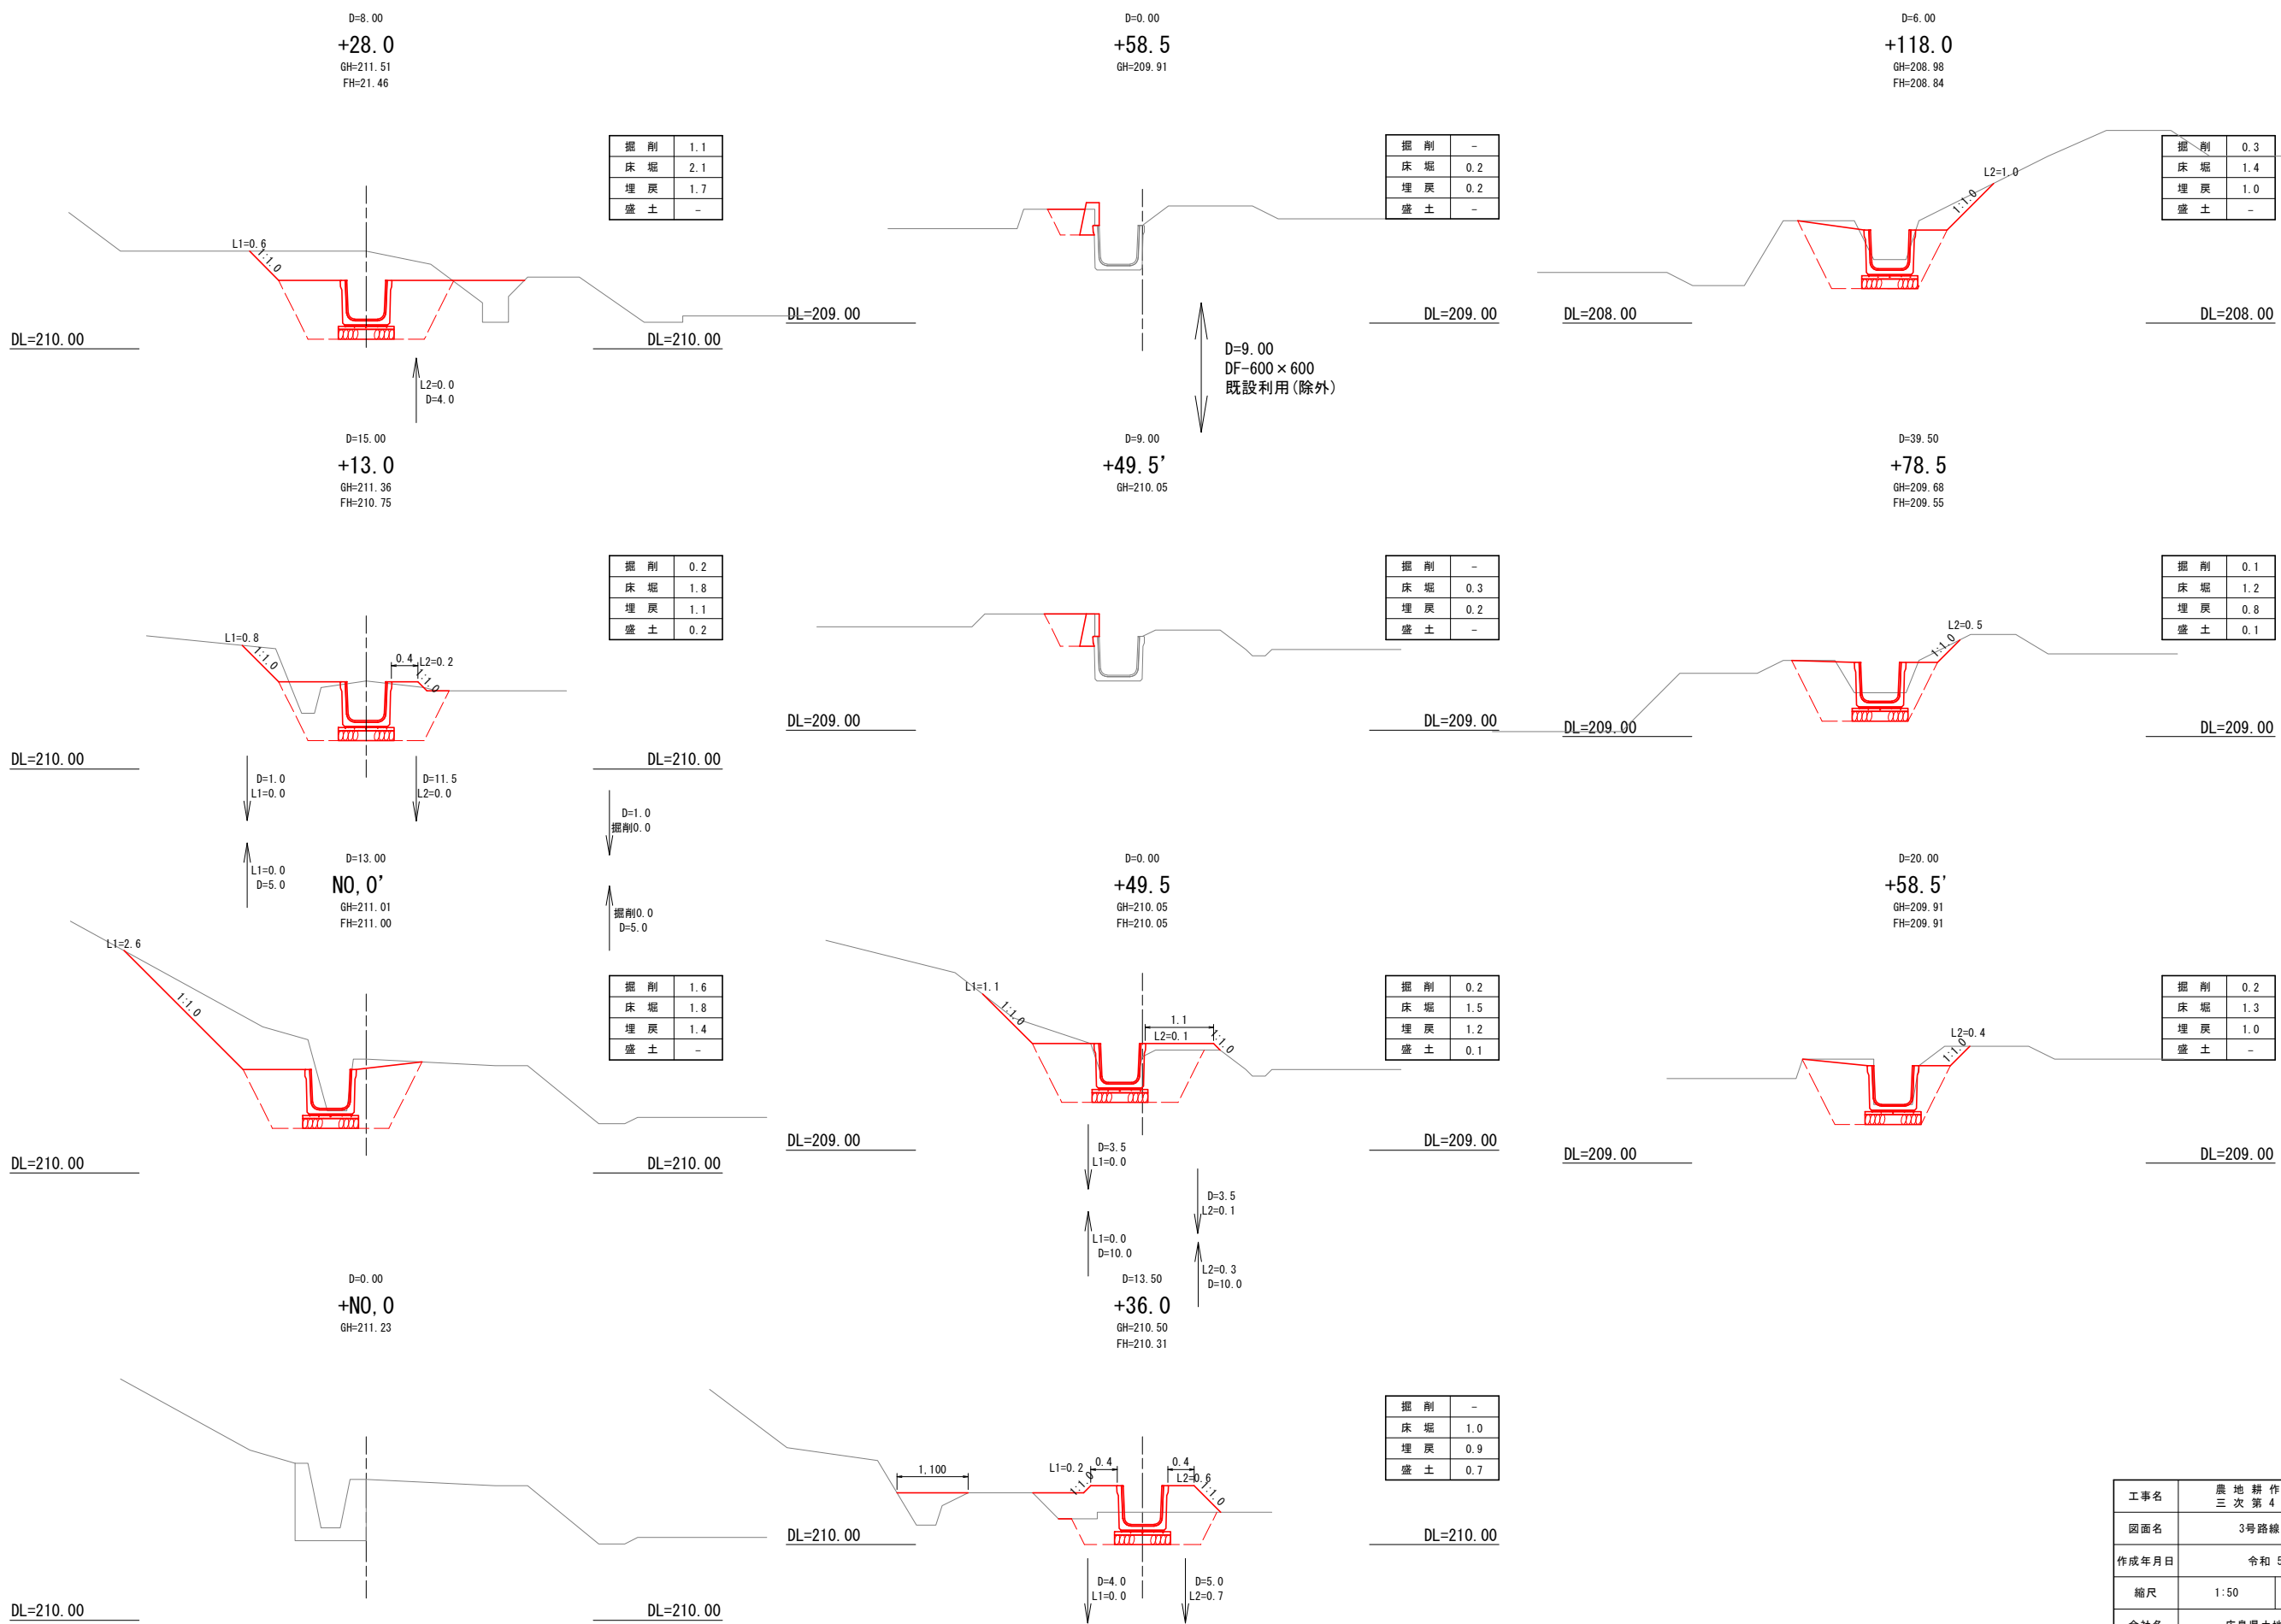 D=8.00
+28.0
GH=211.51
FH=21.46
掘削 1.1
床堀 2.1
埋戻 1.7
盛土 -
L1=0.6
1:1.0
DL=210.00
DL=210.00
L2=0.0
D=4.0
D=15.00
+13.0
GH=211.36
FH=210.75
掘削 0.2
床堀 1.8
埋戻 1.1
盛土 0.2
L1=0.8
1:1.0
0.4
L2=0.2
1:1.0
DL=210.00
DL=210.00
D=1.0
L1=0.0
D=11.5
L2=0.0
D=1.0
掘削0.0
L1=0.0
D=5.0
掘削0.0
D=5.0
D=13.00
NO,0'
GH=211.01
FH=211.00
掘削 1.6
床堀 1.8
埋戻 1.4
盛土 -
L1=2.6
1:1.0
DL=210.00
DL=210.00
D=0.00
+NO,0
GH=211.23
DL=210.00
DL=210.00
D=0.00
+58.5
GH=209.91
掘削 -
床堀 0.2
埋戻 0.2
盛土 -
DL=209.00
DL=209.00
D=9.00
DF-600×600
既設利用(除外)
D=9.00
+49.5'
GH=210.05
掘削 -
床堀 0.3
埋戻 0.2
盛土 -
DL=209.00
DL=209.00
D=0.00
+49.5
GH=210.05
FH=210.05
掘削 0.2
床堀 1.5
埋戻 1.2
盛土 0.1
L1=1.1
1:1.0
1.1
L2=0.1
1:1.0
DL=209.00
DL=209.00
D=3.5
L1=0.0
D=3.5
L2=0.1
L1=0.0
D=10.0
L2=0.3
D=10.0
D=13.50
+36.0
GH=210.50
FH=210.31
掘削 -
床堀 1.0
埋戻 0.9
盛土 0.7
1,100
L1=0.2
1:1.0
0.4
0.4
L2=0.6
1:1.0
DL=210.00
DL=210.00
D=4.0
L1=0.0
D=5.0
L2=0.7
D=6.00
+118.0
GH=208.98
FH=208.84
掘削 0.3
床堀 1.4
埋戻 1.0
盛土 -
L2=1.0
1:1.0
DL=208.00
DL=208.00
D=39.50
+78.5
GH=209.68
FH=209.55
掘削 0.1
床堀 1.2
埋戻 0.8
盛土 0.1
L2=0.5
1:1.0
DL=209.00
DL=209.00
D=20.00
+58.5'
GH=209.91
FH=209.91
掘削 0.2
床堀 1.3
埋戻 1.0
盛土 -
L2=0.4
1:1.0
DL=209.00
DL=209.00
工事名 農地耕作
三次第4
図面名 3号路線
作成年月日 令和 5
縮尺 1:50